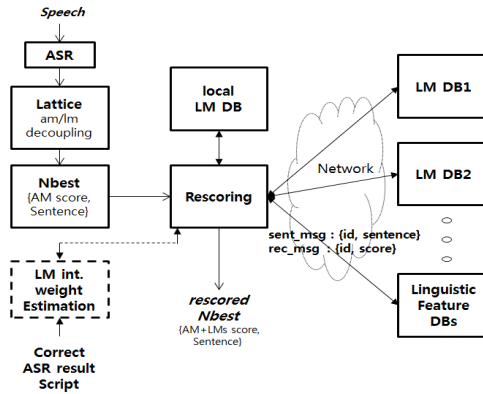 Speech
ASR
Lattice
am/lm
decoupling
Nbest
{AM score,
Sentence}
LM int.
weight
Estimation
Correct
ASR result
Script
local
LM DB
Rescoring
rescored
Nbest
{AM+LMs score,
Sentence}
Network
sent_msg : {id, sentence}
rec_msg : {id, score}
LM DB1
LM DB2
Linguistic
Feature
DBs